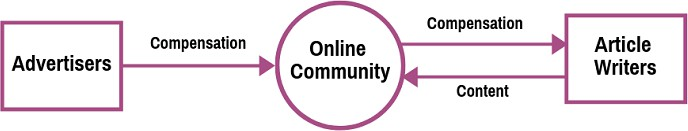 Advertisers
Compensation
Online
Community
Compensation
Content
Article
Writers